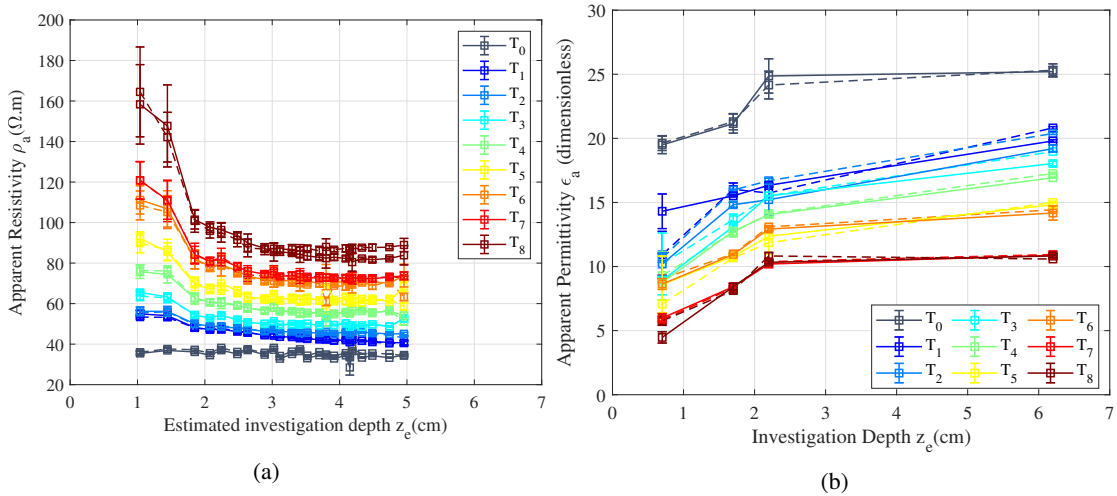 200
180
160
140
120
100
80
60
40
20
0 1 2 3 4 5 6 7
Apparent Resistivity ρa(Ω.m)
Estimated investigation depth ze(cm)
T0
T1
T2
T3
T4
T5
T6
T7
T8
(a)
30
25
20
15
10
5
0
0 1 2 3 4 5 6 7
Apparent Permittivity ϵa (dimensionless)
Investigation Depth ze(cm)
T0 T3 T6
T1 T4 T7
T2 T5 T8
(b)